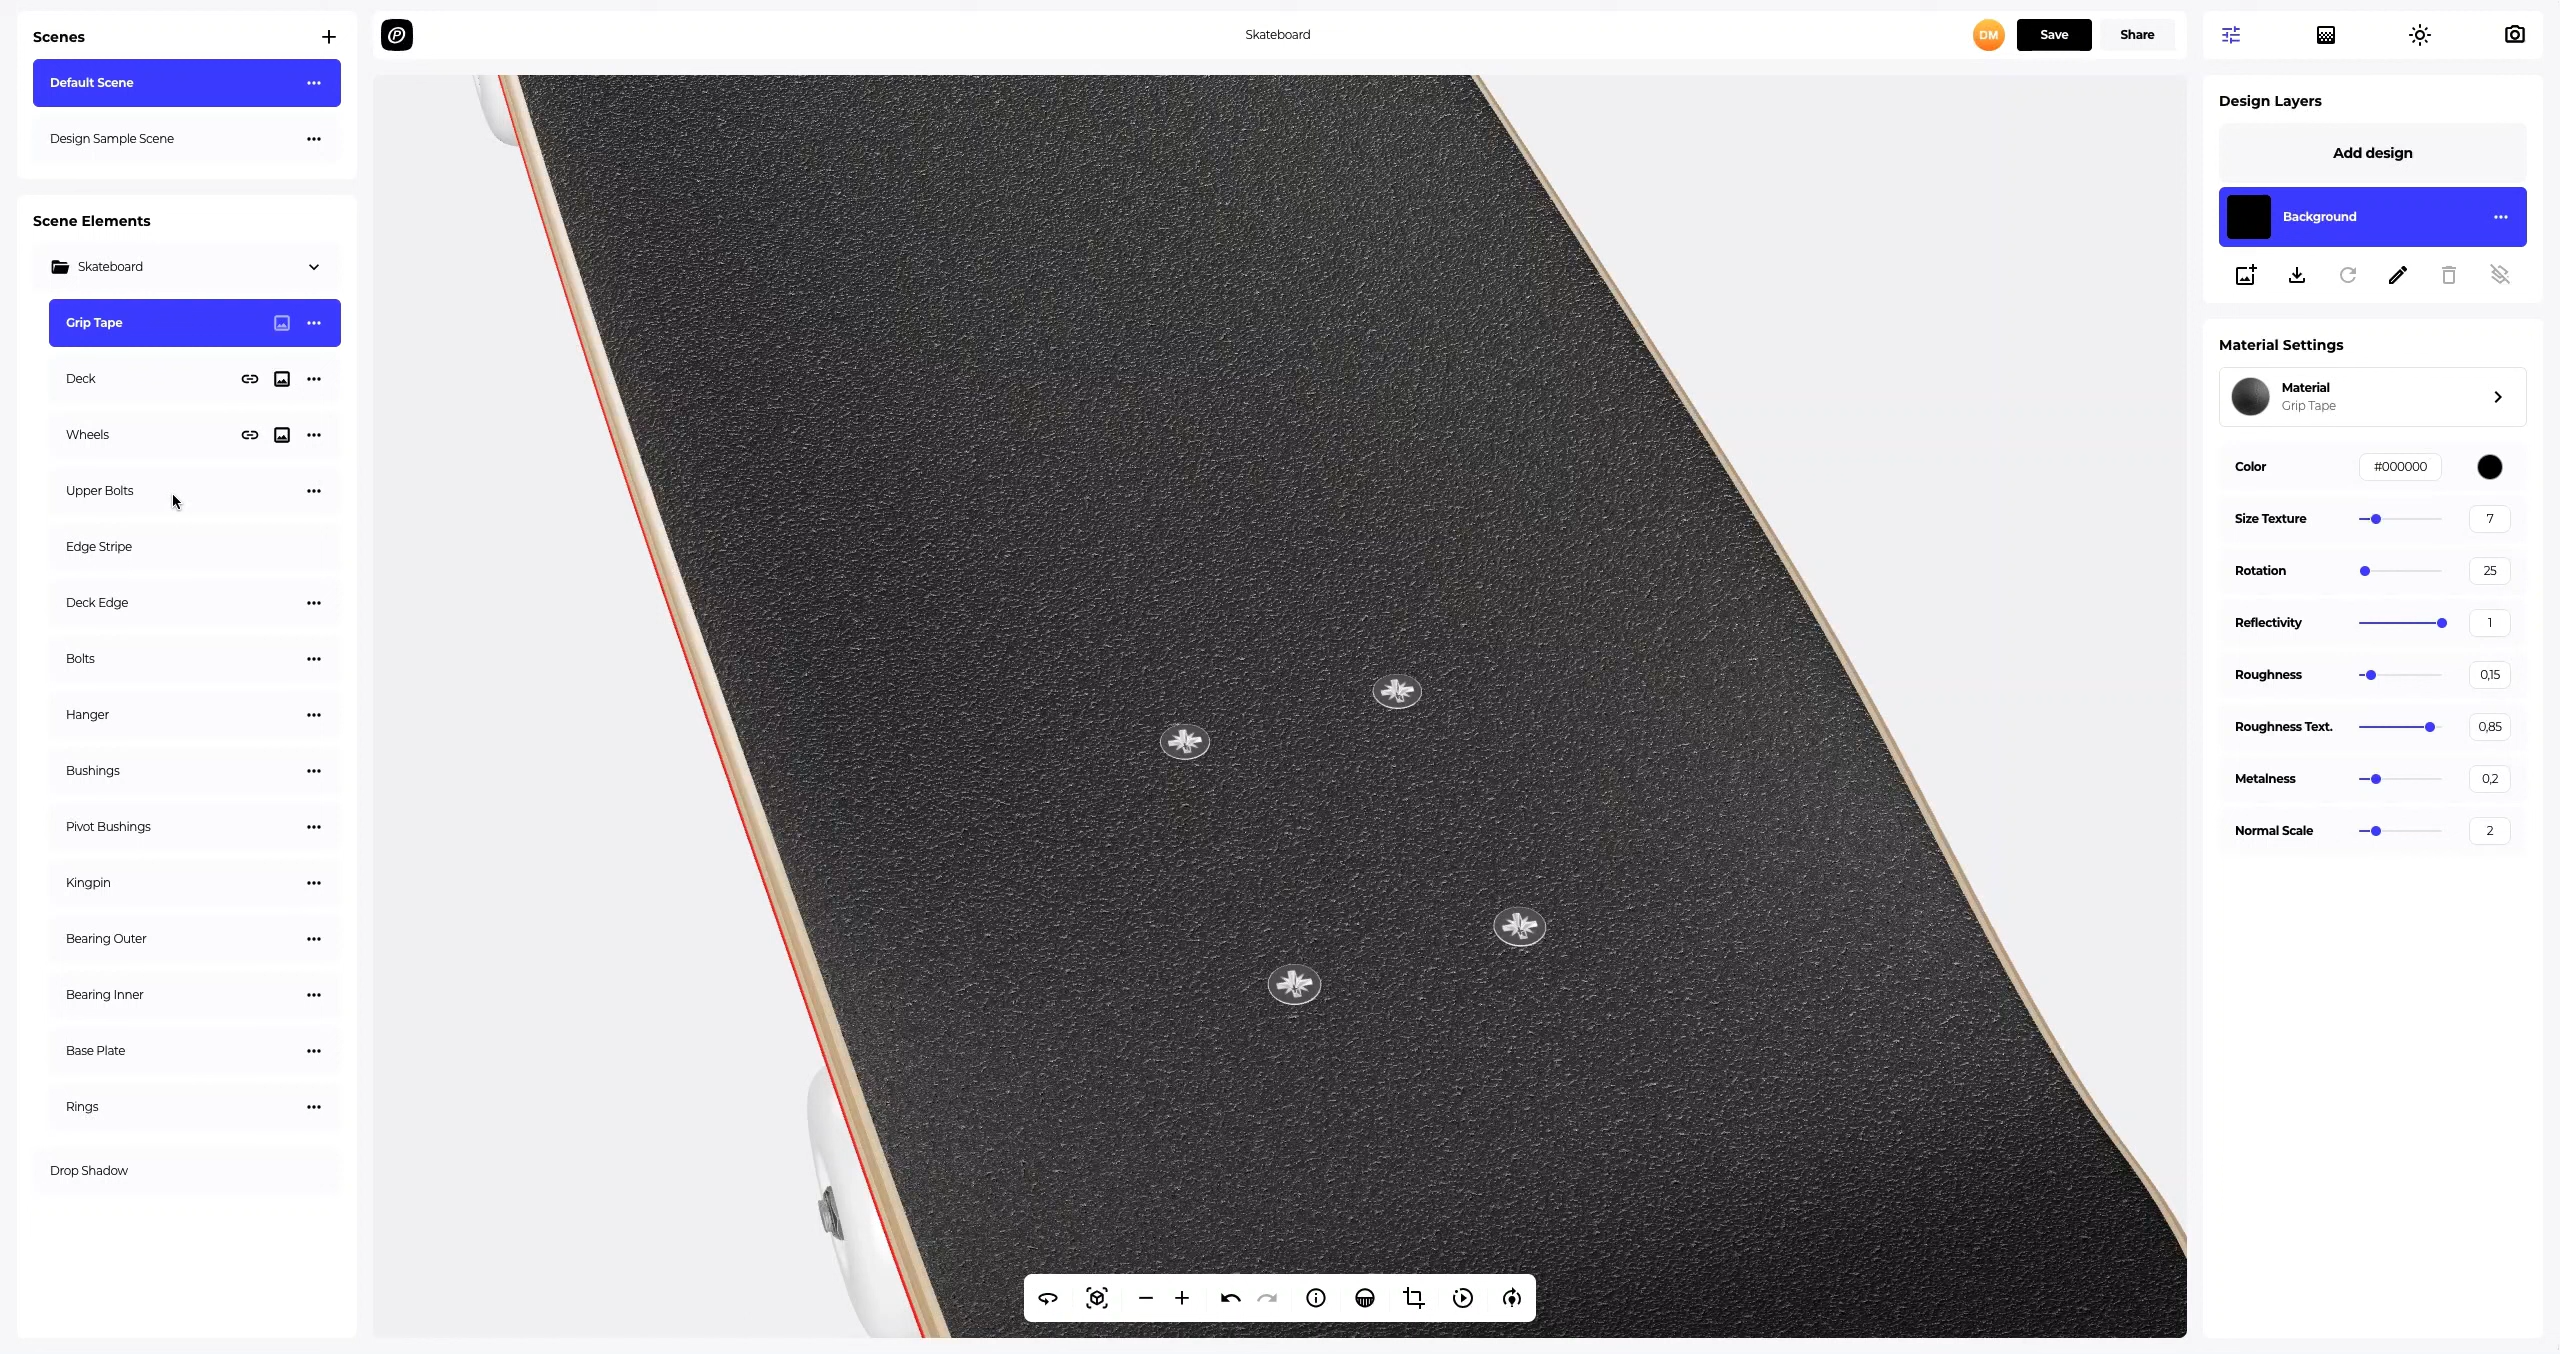 Scenes
Default Scene
Design Sample Scene
Scene Elements
Skateboard
Grip Tape
Deck
Wheels
Upper Bolts
Edge Stripe
Deck Edge
Bolts
Hanger
Bushings
Pivot Bushings
Kingpin
Bearing Outer
Bearing Inner
Base Plate
Rings
Drop Shadow
Skateboard
DM
Save
Share
Design Layers
Add design
Background
Material Settings
Material
Grip Tape
Color #000000
Size Texture 7
Rotation 25
Reflectivity 1
Roughness 0,15
Roughness Text. 0,85
Metalness 0,2
Normal Scale 2